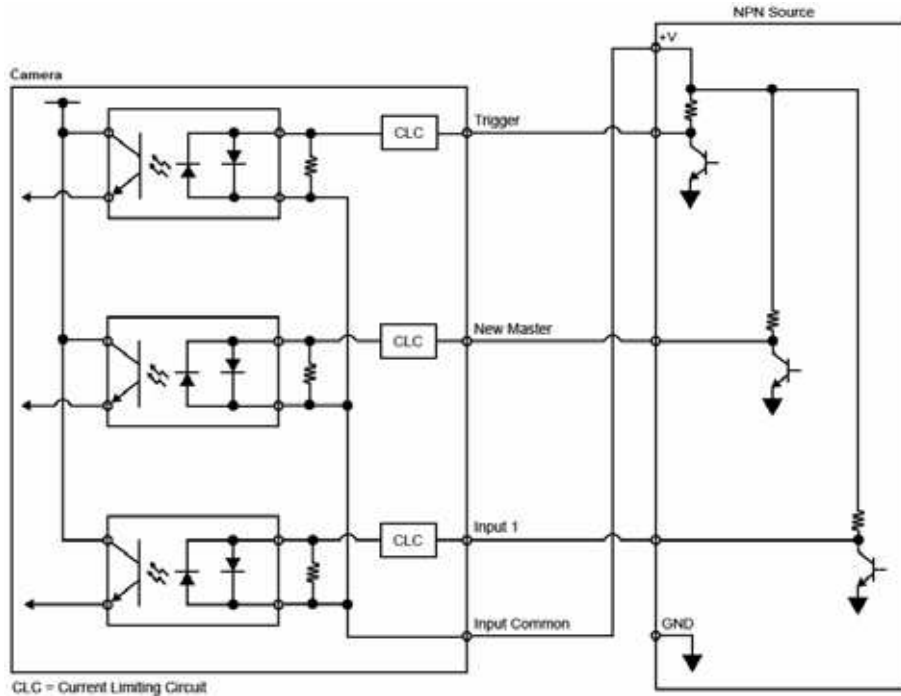 NPN Source
+V
Camera
CLC
Trigger
CLC
New Master
CLC
Input 1
Input Common
GND
CLC = Current Limiting Circuit